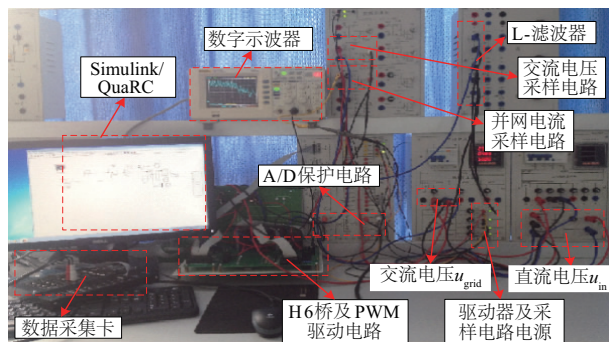 数字示波器
L-滤波器
Simulink/
QuaRC
交流电压
采样电路
并网电流
采样电路
A/D保护电路
交流电压u_grid
直流电压u_in
数据采集卡
H6桥及PWM
驱动电路
驱动器及采
样电路电源